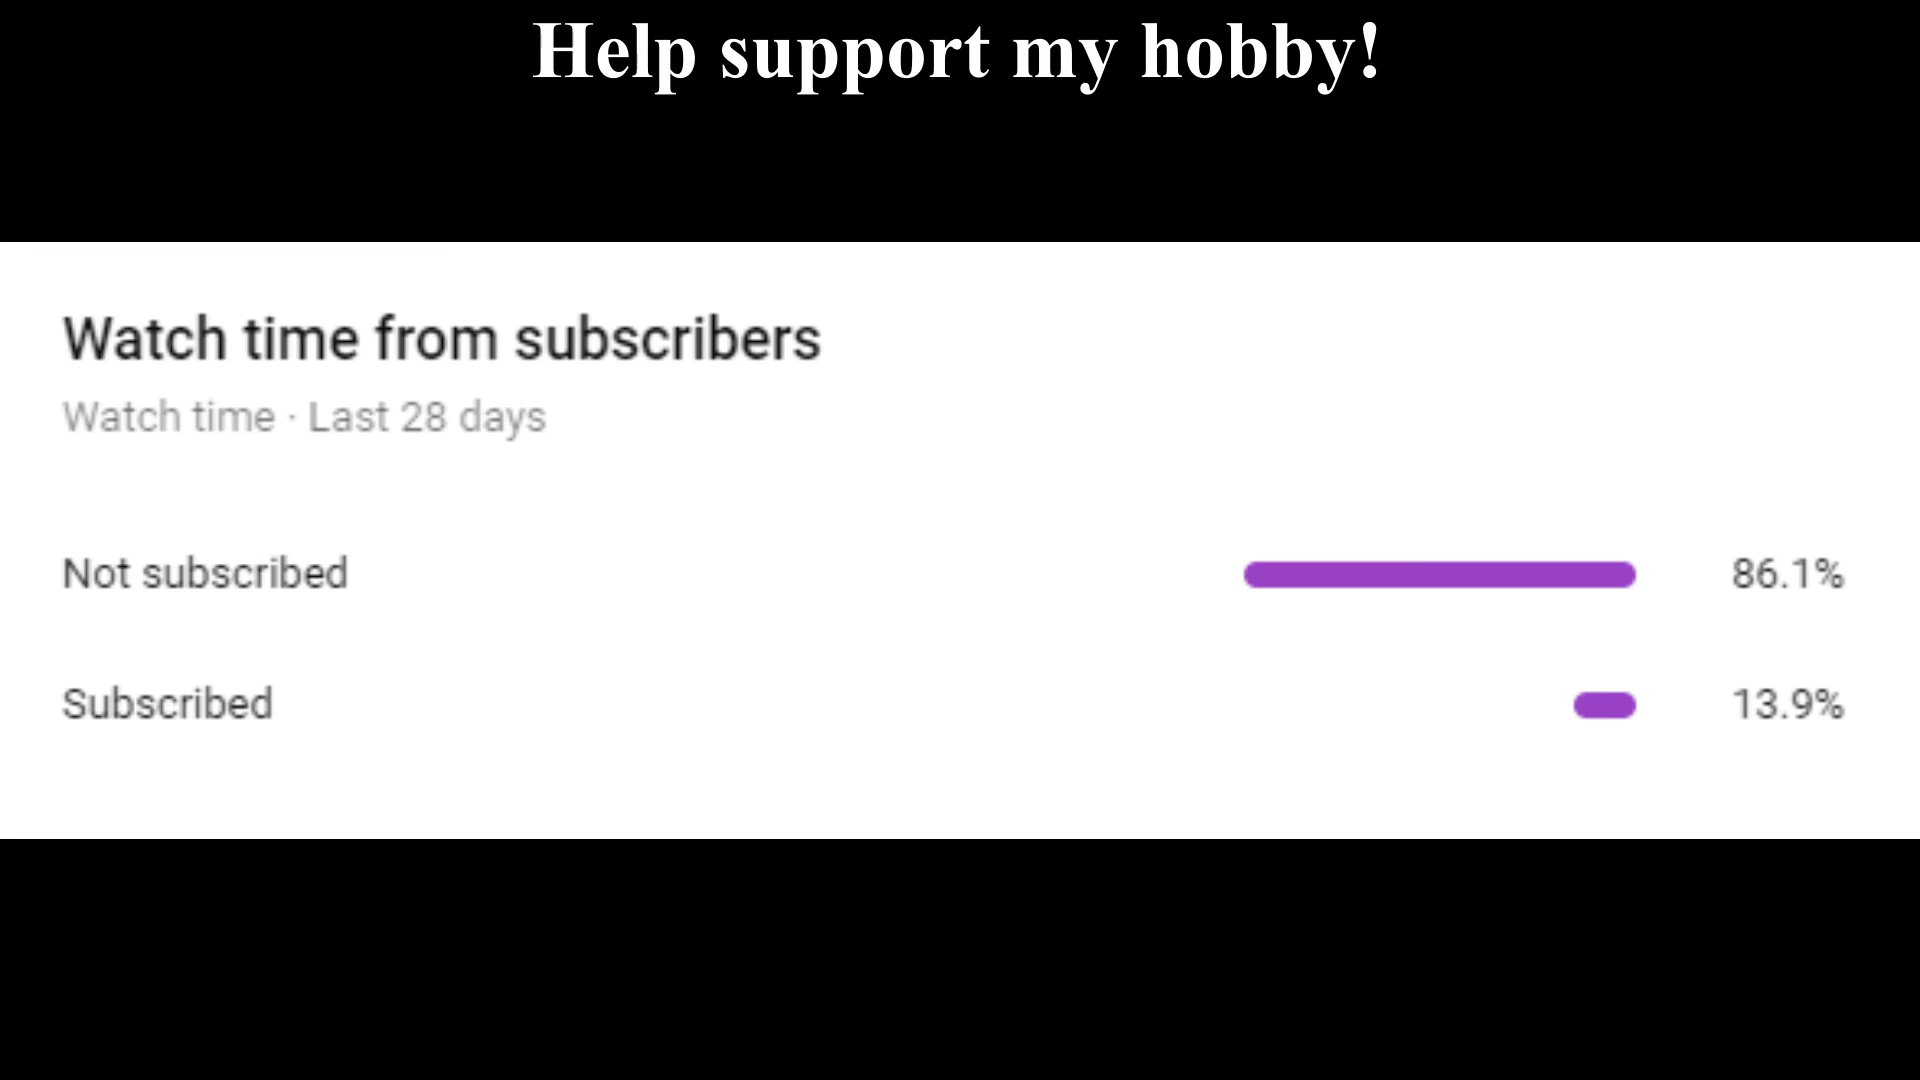 Help support my hobby!
Watch time from subscribers
Watch time · Last 28 days
Not subscribed 86.1%
Subscribed 13.9%